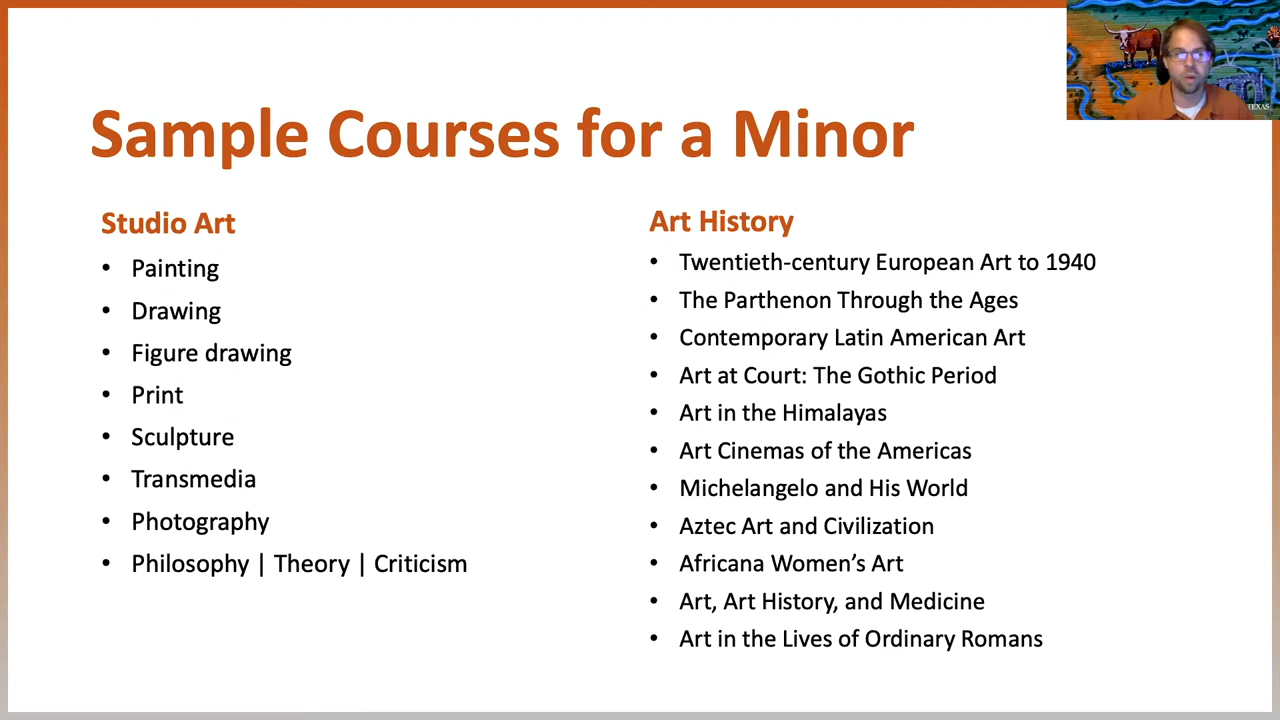 Sample Courses for a Minor
Studio Art
• Painting
• Drawing
• Figure drawing
• Print
• Sculpture
• Transmedia
• Photography
• Philosophy | Theory | Criticism
Art History
• Twentieth-century European Art to 1940
• The Parthenon Through the Ages
• Contemporary Latin American Art
• Art at Court: The Gothic Period
• Art in the Himalayas
• Art Cinemas of the Americas
• Michelangelo and His World
• Aztec Art and Civilization
• Africana Women’s Art
• Art, Art History, and Medicine
• Art in the Lives of Ordinary Romans
TEXAS